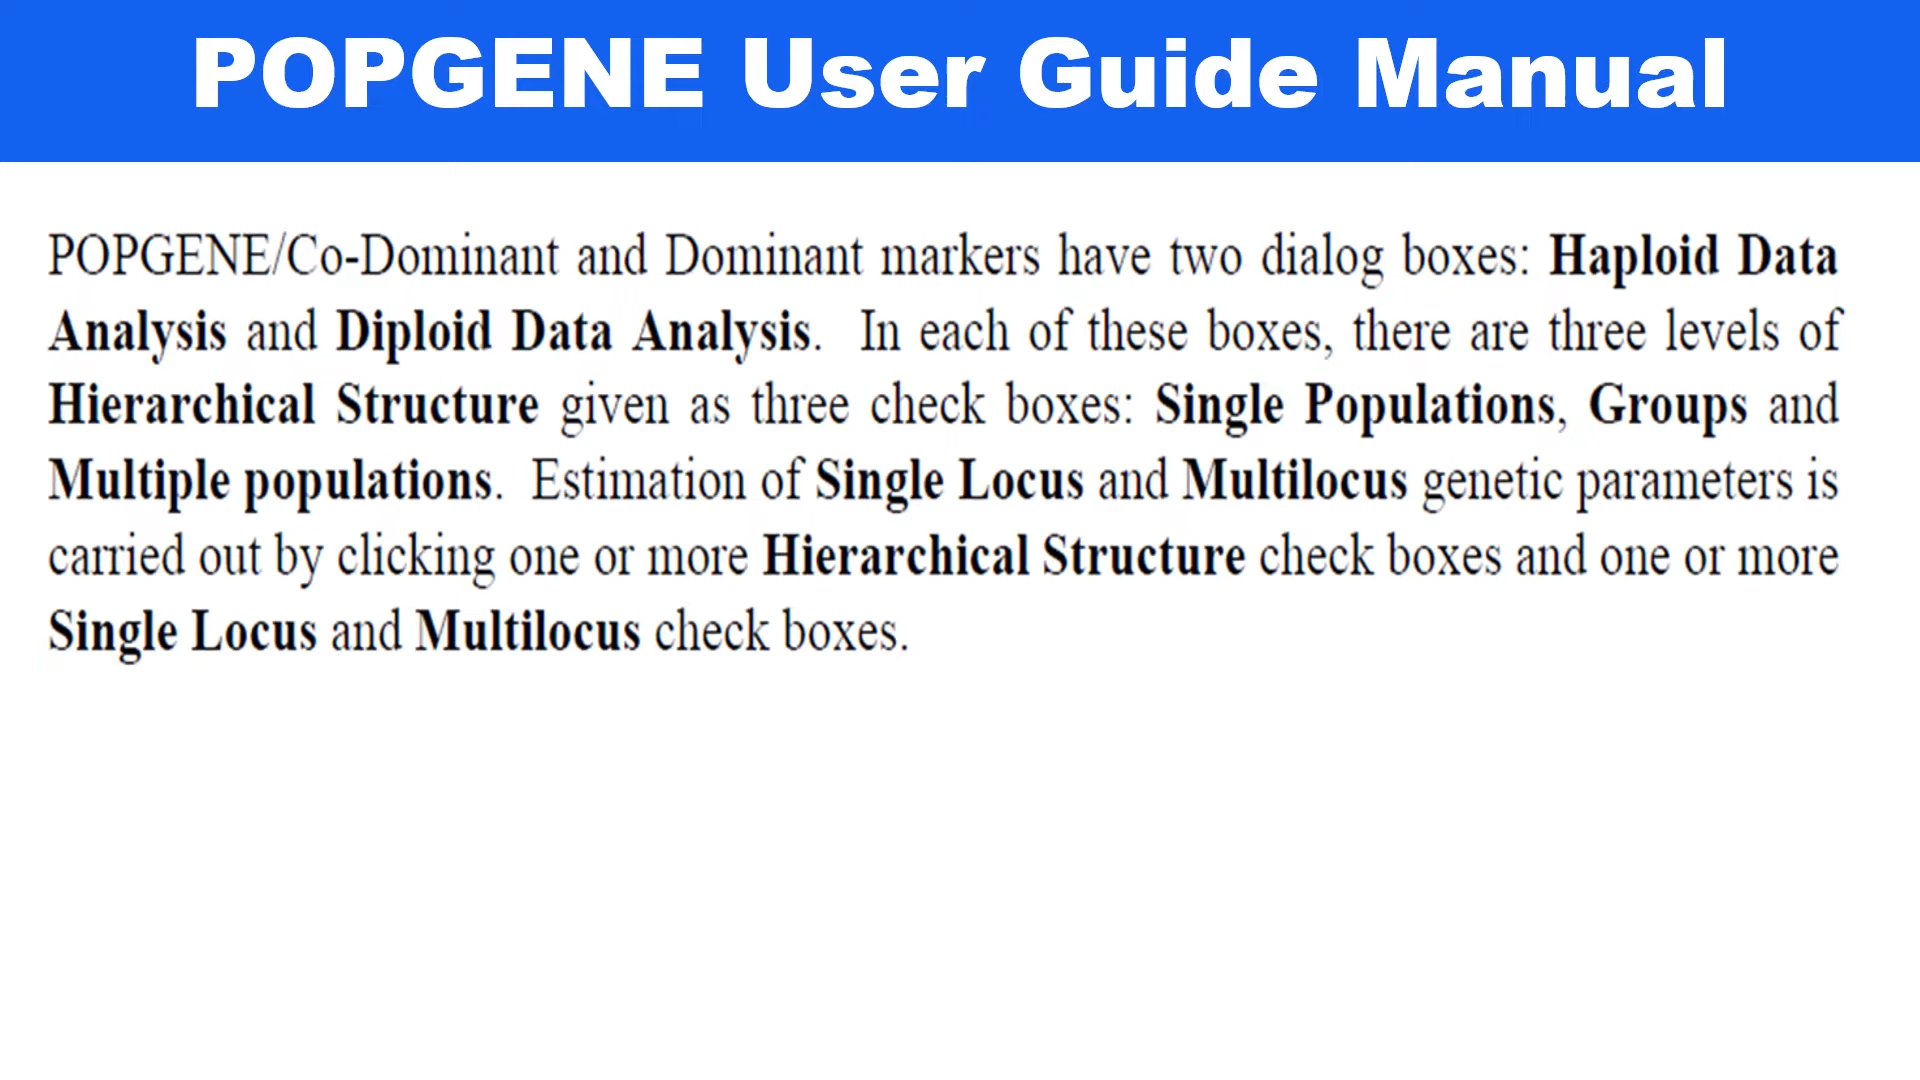 POPGENE User Guide Manual
POPGENE/Co-Dominant and Dominant markers have two dialog boxes: Haploid Data
Analysis and Diploid Data Analysis. In each of these boxes, there are three levels of
Hierarchical Structure given as three check boxes: Single Populations, Groups and
Multiple populations. Estimation of Single Locus and Multilocus genetic parameters is
carried out by clicking one or more Hierarchical Structure check boxes and one or more
Single Locus and Multilocus check boxes.